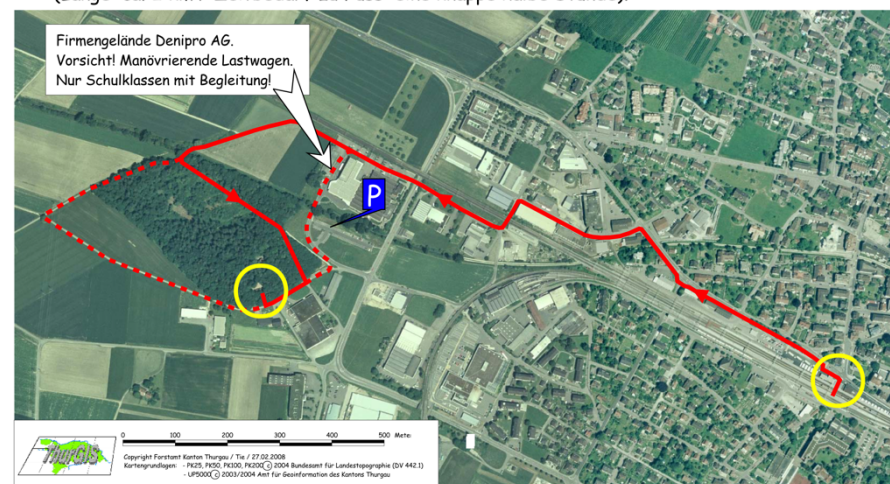 Firmengelände Denipro AG.
Vorsicht! Manövrierende Lastwagen.
Nur Schulklassen mit Begleitung!
P
0 100 200 300 400 500 Meter
ThurGIS
Copyright Forstamt Kanton Thurgau / Tie / 27.02.2008
Kartengrundlagen: - PK25, PK50, PK100, PK200 (c) 2004 Bundesamt für Landestopographie (DV 442.1)
- UP5000 (c) 2003/2004 Amt für Geoinformation des Kantons Thurgau